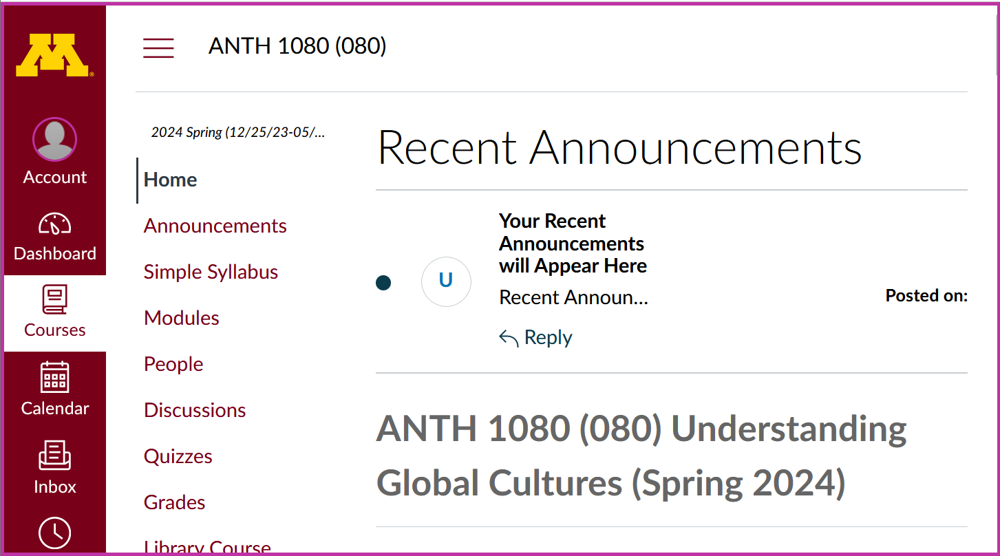 M
Account
Dashboard
Courses
Calendar
Inbox
ANTH 1080 (080)
2024 Spring (12/25/23-05/...
Home
Announcements
Simple Syllabus
Modules
People
Discussions
Quizzes
Grades
Library Course
Recent Announcements
U
Your Recent
Announcements
will Appear Here
Recent Announ...
Reply
Posted on:
ANTH 1080 (080) Understanding
Global Cultures (Spring 2024)